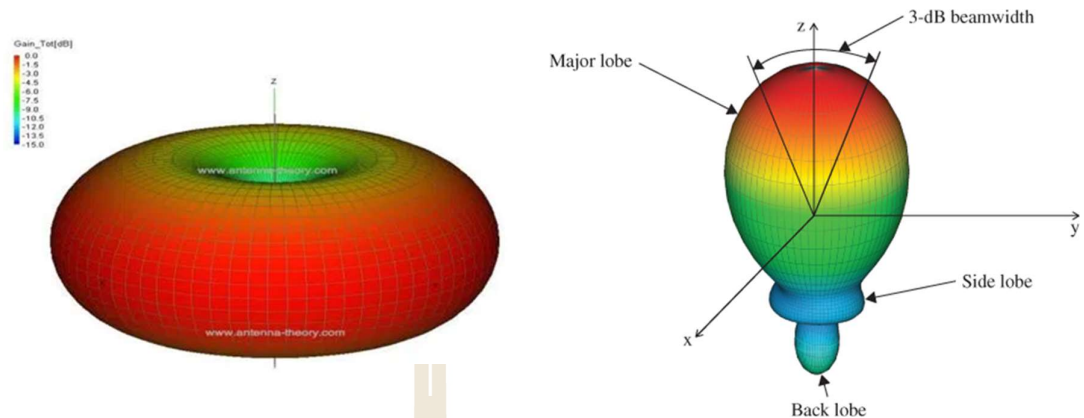 Gain_Tot[dB]
0.0
-1.5
-3.0
-4.5
-6.0
-7.5
-9.0
-10.5
-12.0
-13.5
-15.0
z
www.antenna-theory.com
www.antenna-theory.com
z
3-dB beamwidth
Major lobe
y
Side lobe
x
Back lobe